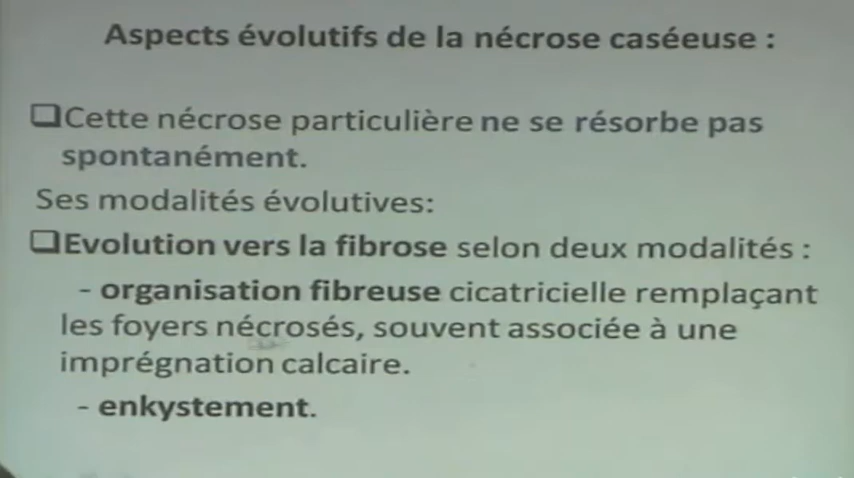 Aspects évolutifs de la nécrose caséeuse :
❑Cette nécrose particulière ne se résorbe pas
spontanément.
Ses modalités évolutives:
❑Evolution vers la fibrose selon deux modalités :
- organisation fibreuse cicatricielle remplaçant
les foyers nécrosés, souvent associée à une
imprégnation calcaire.
- enkystement.